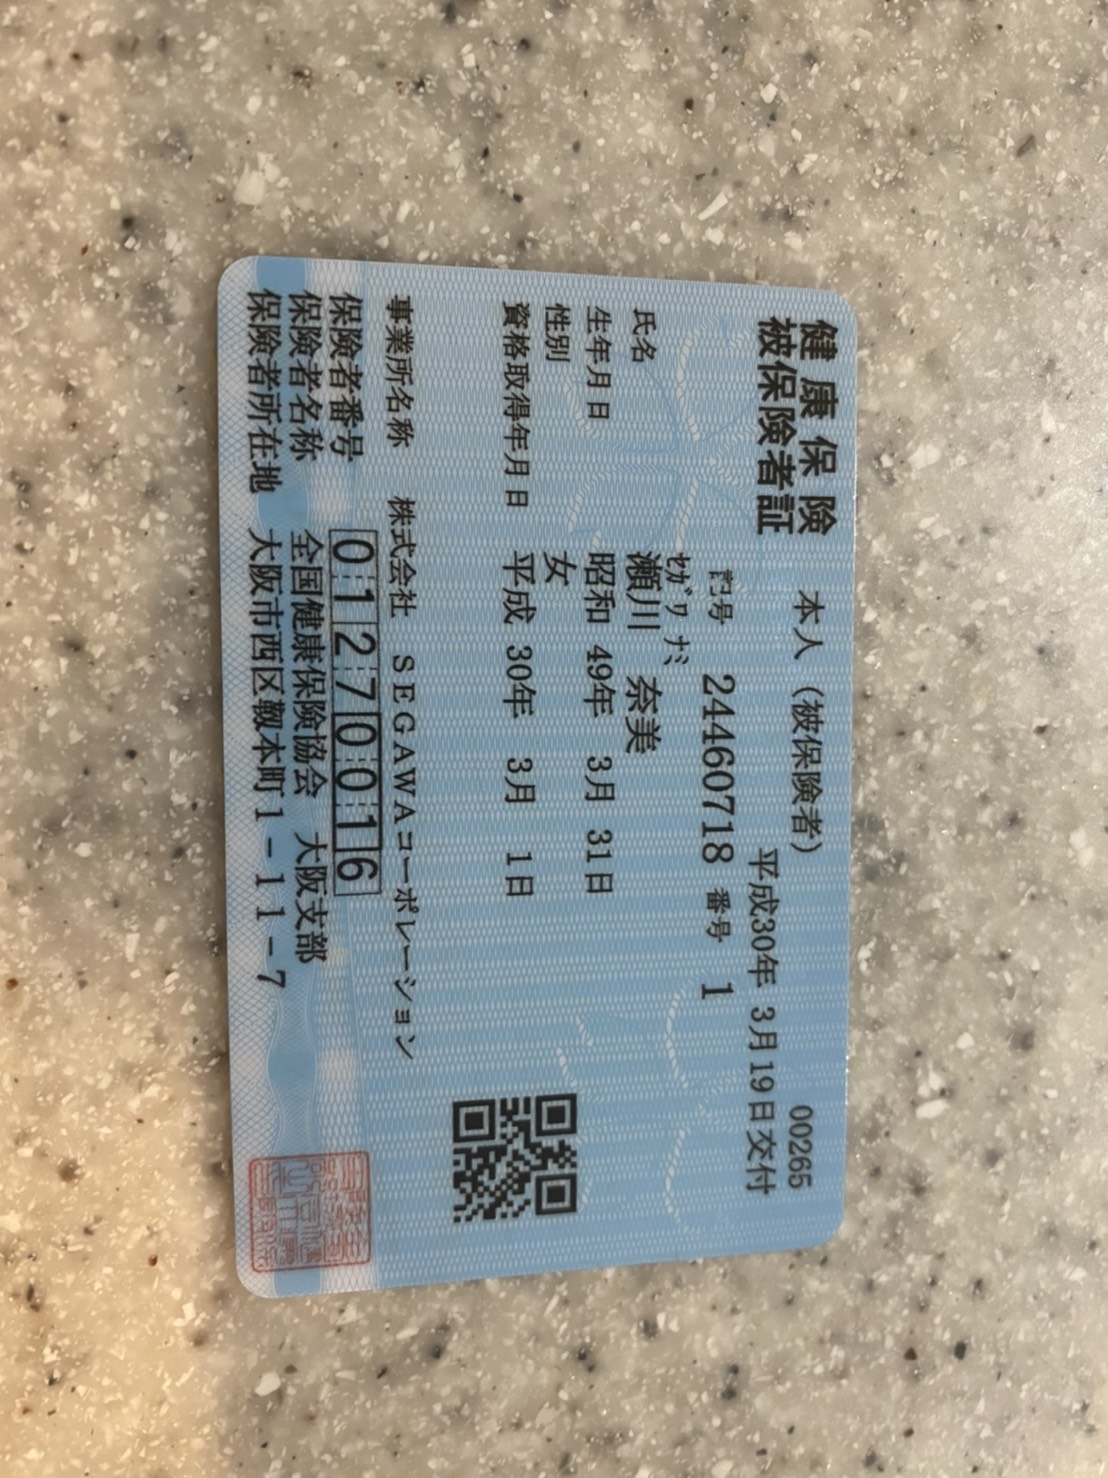 健康保険 本人（被保険者） 00265
被保険者証 平成30年 3月19日交付
記号 24460718 番号 1
ｾｶﾞﾜ ﾅﾐ
氏名 瀬川 奈美
生年月日 昭和 49年 3月 31日
性別 女
資格取得年月日 平成 30年 3月 1日
事業所名称 株式会社 SEGAWAコーポレーション
保険者番号 01270016
保険者名称 全国健康保険協会 大阪支部
保険者所在地 大阪市西区靱本町1-11-7